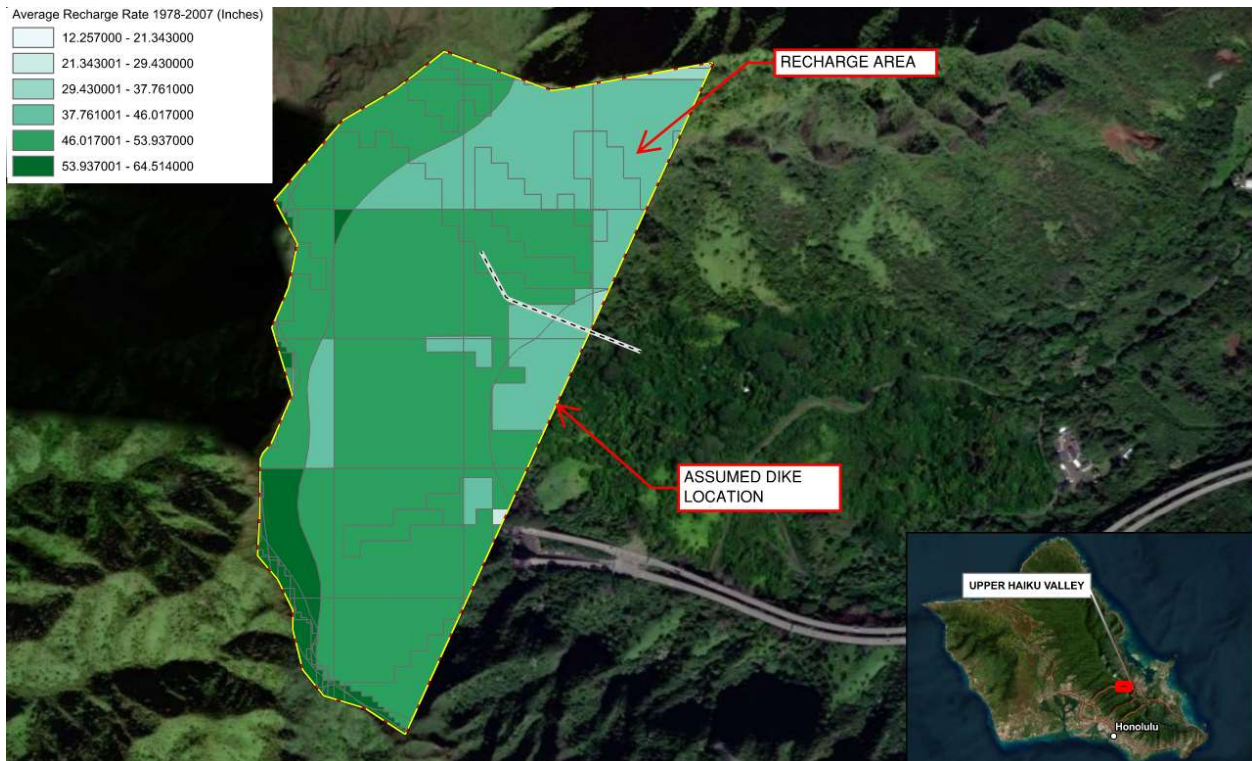 Average Recharge Rate 1978-2007 (Inches)
12.257000 - 21.343000
21.343001 - 29.430000
29.430001 - 37.761000
37.761000 - 46.017000
46.017001 - 53.937000
53.937001 - 64.514000
RECHARGE AREA
ASSUMED DIKE
LOCATION
UPPER HAIKU VALLEY
Honolulu